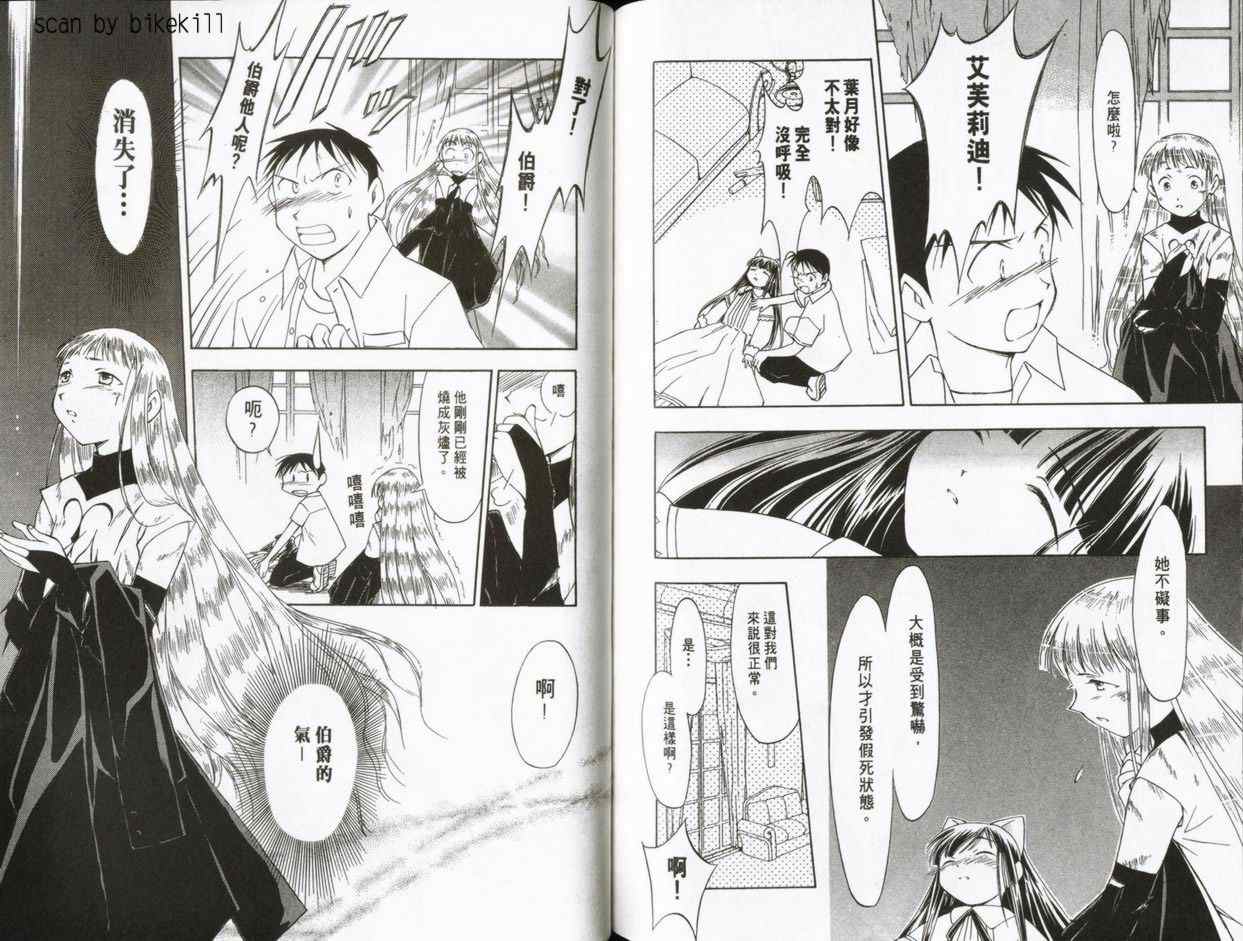 scan by bikekill
怎麼啦?
艾芙莉迪!
葉月好像
不太對!
完全
沒呼吸!
她不礙事。
大概是受到驚嚇,
所以才引發假死狀態。
這對我們
來說很正常。
是…
是這樣啊?
啊!
對了!
伯爵!
伯爵他人呢?
嘻
他剛剛已經被
燒成灰燼了。
嘻嘻嘻
呃?
啊!
伯爵的
氣—
消失了…